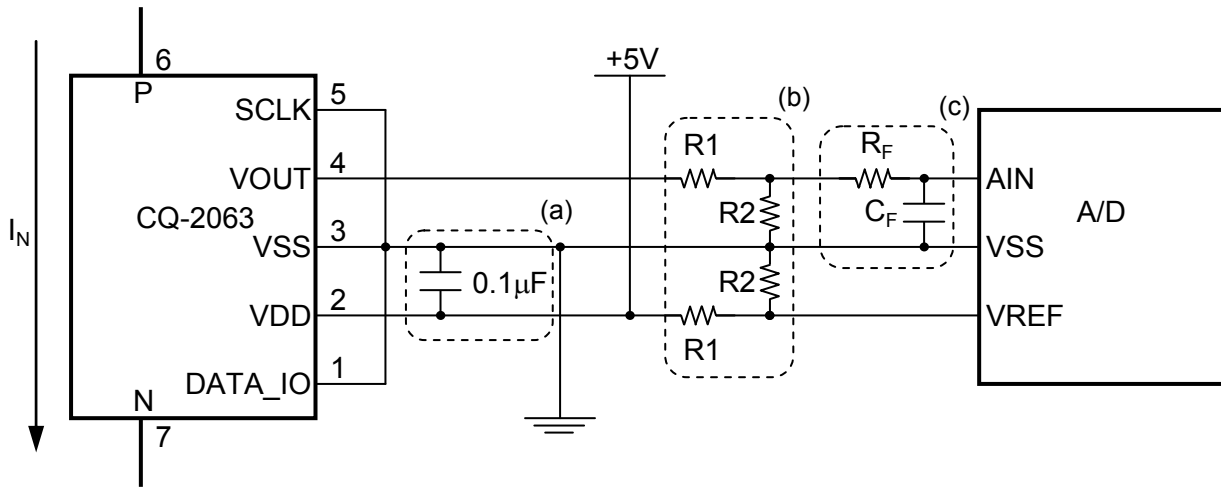 +5V
6
P
(b)
(c)
SCLK
5
R1
RF
VOUT
4
AIN
CQ-2063
(a)
R2
CF
A/D
IN
VSS
3
VSS
0.1μF
R2
VDD
2
VREF
R1
DATA_IO
1
N
7